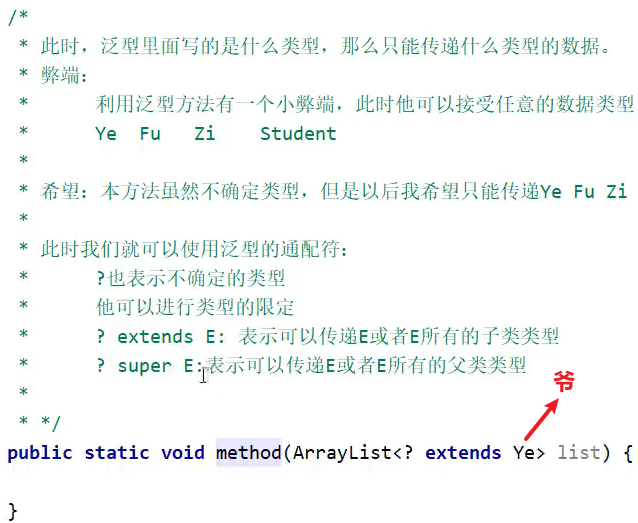 /*
* 此时，泛型里面写的是什么类型，那么只能传递什么类型的数据。
* 弊端：
* 利用泛型方法有一个小弊端，此时他可以接受任意的数据类型
* Ye Fu Zi Student
*
* 希望：本方法虽然不确定类型，但是以后我希望只能传递Ye Fu Zi
*
* 此时我们就可以使用泛型的通配符：
* ?也表示不确定的类型
* 他可以进行类型的限定
* ? extends E: 表示可以传递E或者E所有的子类类型
* ? super E:表示可以传递E或者E所有的父类类型
*
爷
* */
public static void method(ArrayList<? extends Ye> list) {
}